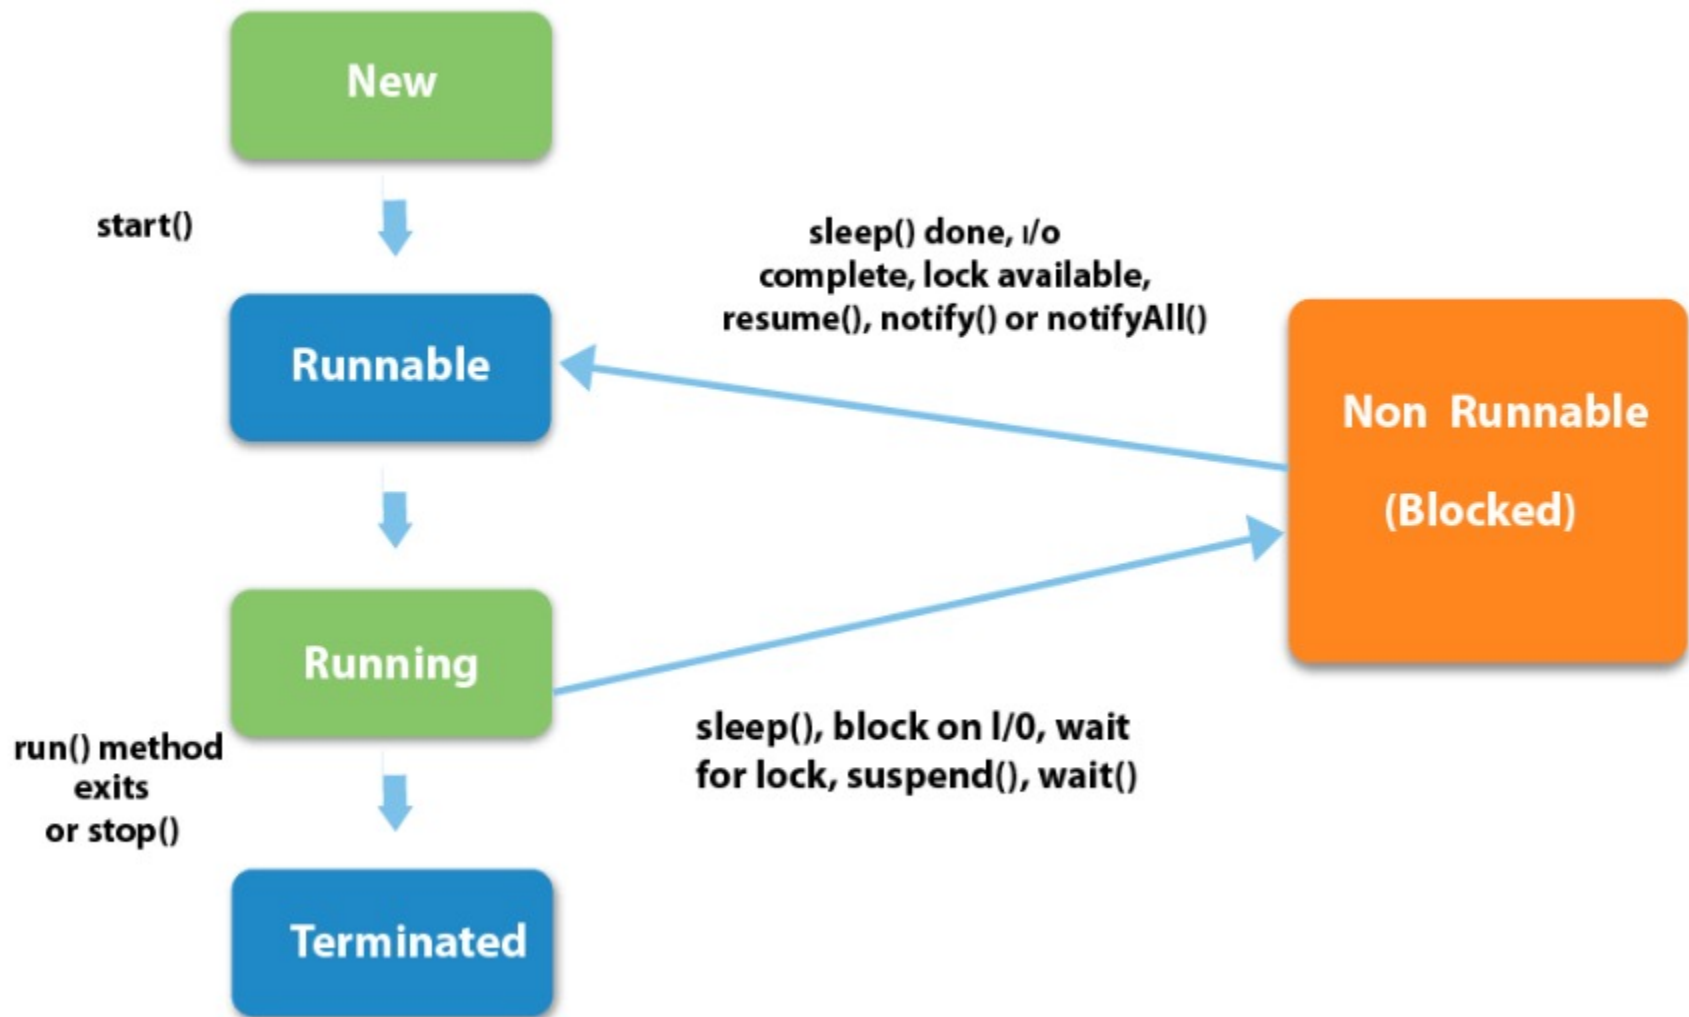 New
start()
sleep() done, ı/o
complete, lock available,
resume(), notify() or notifyAll()
Runnable
Non Runnable
(Blocked)
Running
run() method
exits
or stop()
sleep(), block on l/0, wait
for lock, suspend(), wait()
Terminated